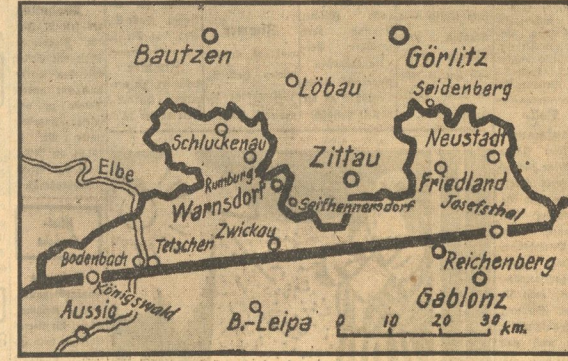 Bautzen
Görlitz
Löbau
Seidenberg
Schluckenau
Neustadt
Elbe
Zittau
Rumburg
Friedland
Warnsdorf
Seifhennersdorf
Josefsthal
Zwickau
Bodenbach
Tetschen
Reichenberg
Königswald
Gablonz
Aussig
B.-Leipa
0 10 20 30 km.